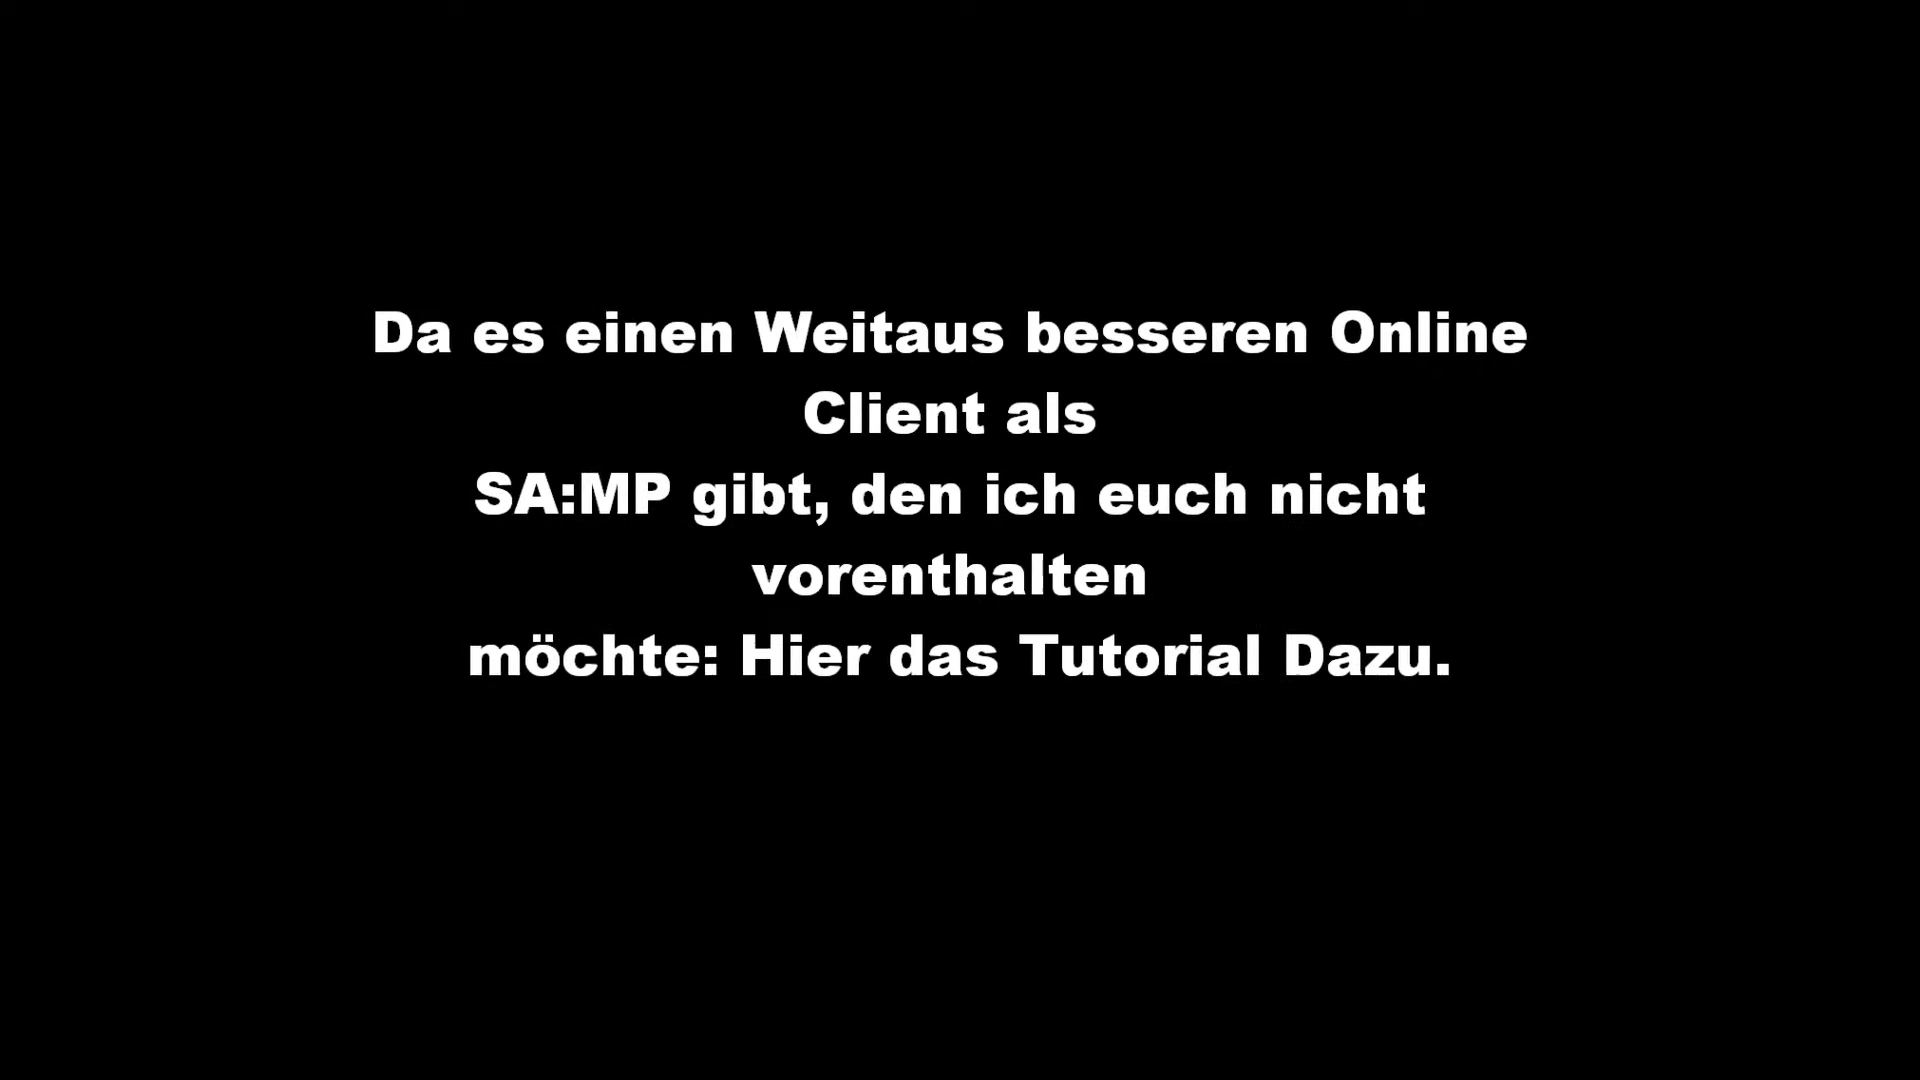 Da es einen Weitaus besseren Online
Client als
SA:MP gibt, den ich euch nicht
vorenthalten
möchte: Hier das Tutorial Dazu.